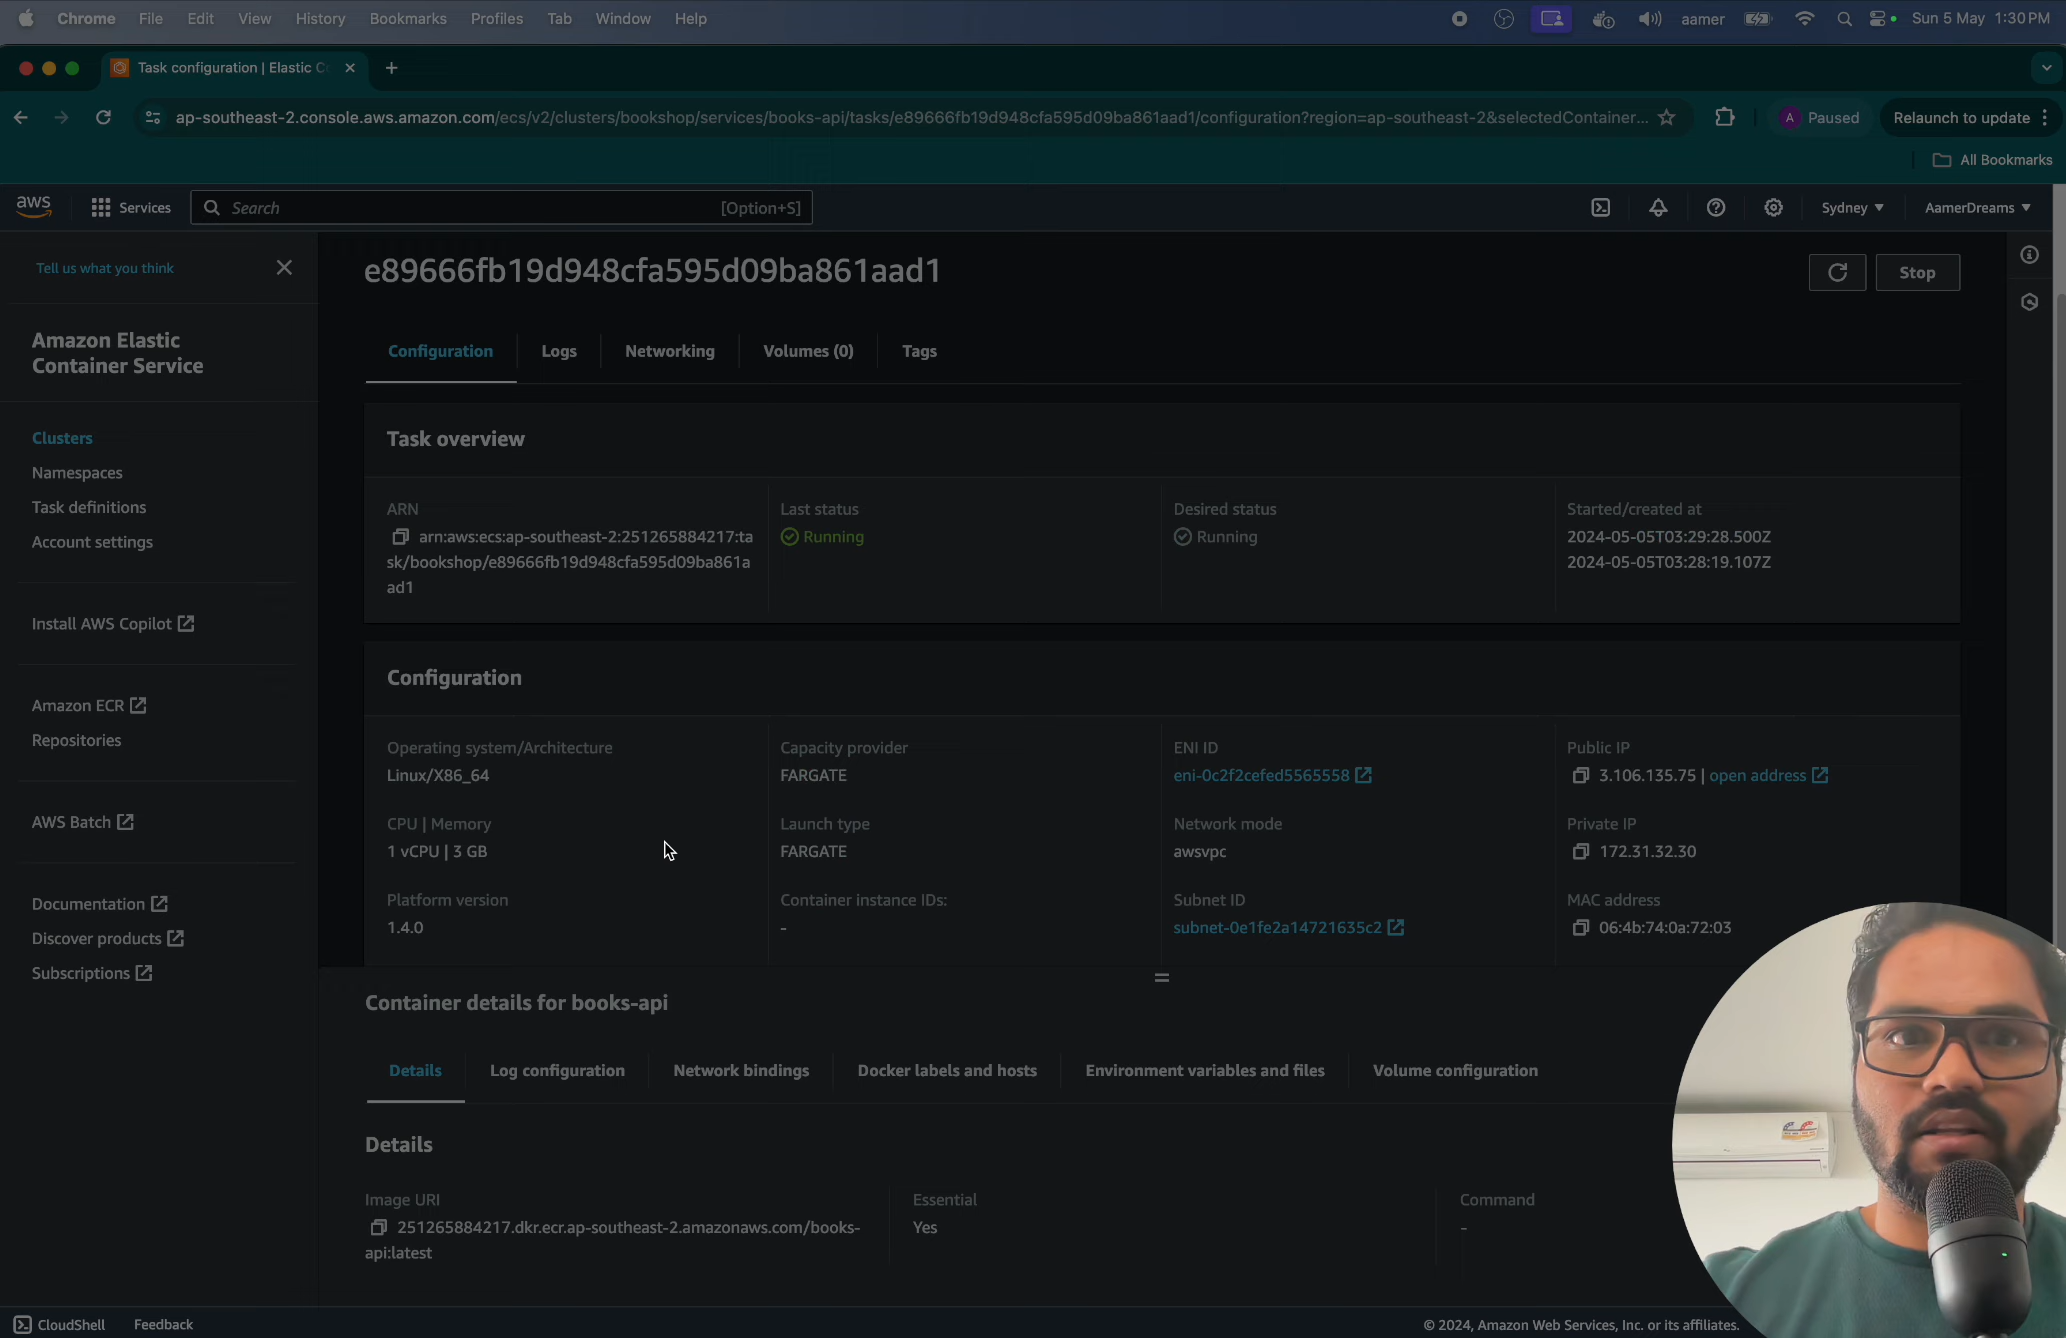 Chrome File Edit View History Bookmarks Profiles Tab Window Help aamer Sun 5 May 1:30 PM
Task configuration | Elastic Co
ap-southeast-2.console.aws.amazon.com/ecs/v2/clusters/bookshop/services/books-api/tasks/e89666fb19d948cfa595d09ba861aad1/configuration?region=ap-southeast-2&selectedContainer... A Paused Relaunch to update
All Bookmarks
aws Services Search [Option+S] Sydney AamerDreams
Tell us what you think
Amazon Elastic
Container Service
Clusters
Namespaces
Task definitions
Account settings
Install AWS Copilot
Amazon ECR
Repositories
AWS Batch
Documentation
Discover products
Subscriptions
e89666fb19d948cfa595d09ba861aad1
Stop
Configuration Logs Networking Volumes (0) Tags
Task overview
ARN
arn:aws:ecs:ap-southeast-2:251265884217:ta
sk/bookshop/e89666fb19d948cfa595d09ba861a
ad1
Last status
Running
Desired status
Running
Started/created at
2024-05-05T03:29:28.500Z
2024-05-05T03:28:19.107Z
Configuration
Operating system/Architecture
Linux/X86_64
CPU | Memory
1 vCPU | 3 GB
Platform version
1.4.0
Capacity provider
FARGATE
Launch type
FARGATE
Container instance IDs:
-
ENI ID
eni-0c2f2cefed5565558
Network mode
awsvpc
Subnet ID
subnet-0e1fe2a14721635c2
Public IP
3.106.135.75 | open address
Private IP
172.31.32.30
MAC address
06:4b:74:0a:72:03
Container details for books-api
Details Log configuration Network bindings Docker labels and hosts Environment variables and files Volume configuration
Details
Image URI
251265884217.dkr.ecr.ap-southeast-2.amazonaws.com/books-
api:latest
Essential
Yes
Command
-
CloudShell Feedback © 2024, Amazon Web Services, Inc. or its affiliates.